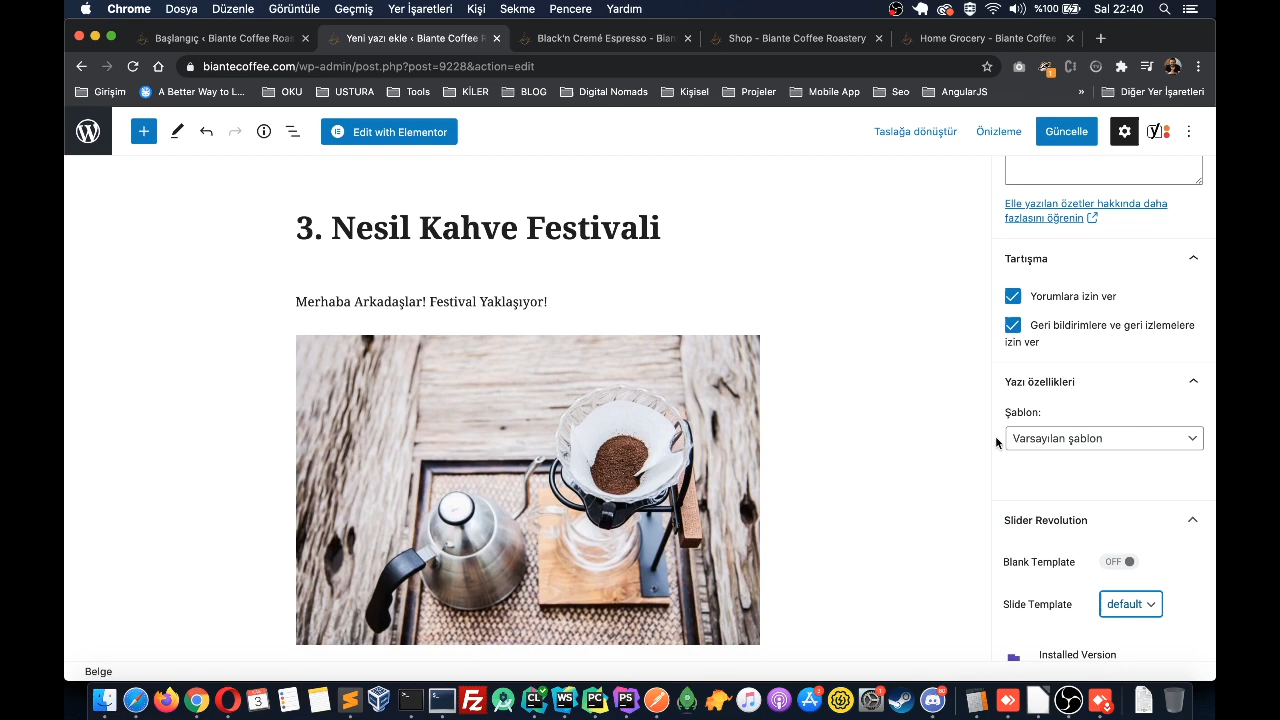 Chrome Dosya Düzenle Görüntüle Geçmiş Yer İşaretleri Kişi Sekme Pencere Yardım %100 Sal 22:40
Başlangıç ‹ Biante Coffee Roas
Yeni yazı ekle ‹ Biante Coffee R
Black'n Cremé Espresso - Bian
Shop - Biante Coffee Roastery
Home Grocery - Biante Coffee
biantecoffee.com/wp-admin/post.php?post=9228&action=edit
Girişim A Better Way to L... OKU USTURA Tools KİLER BLOG Digital Nomads Kişisel Projeler Mobile App Seo AngularJS » Diğer Yer İşaretleri
Edit with Elementor
Taslağa dönüştür Önizleme Güncelle
3. Nesil Kahve Festivali
Merhaba Arkadaşlar! Festival Yaklaşıyor!
Elle yazılan özetler hakkında daha
fazlasını öğrenin
Tartışma
Yorumlara izin ver
Geri bildirimlere ve geri izlemelere
izin ver
Yazı özellikleri
Şablon:
Varsayılan şablon
Slider Revolution
Blank Template OFF
Slide Template default
Installed Version
Belge
CL WS PC PS